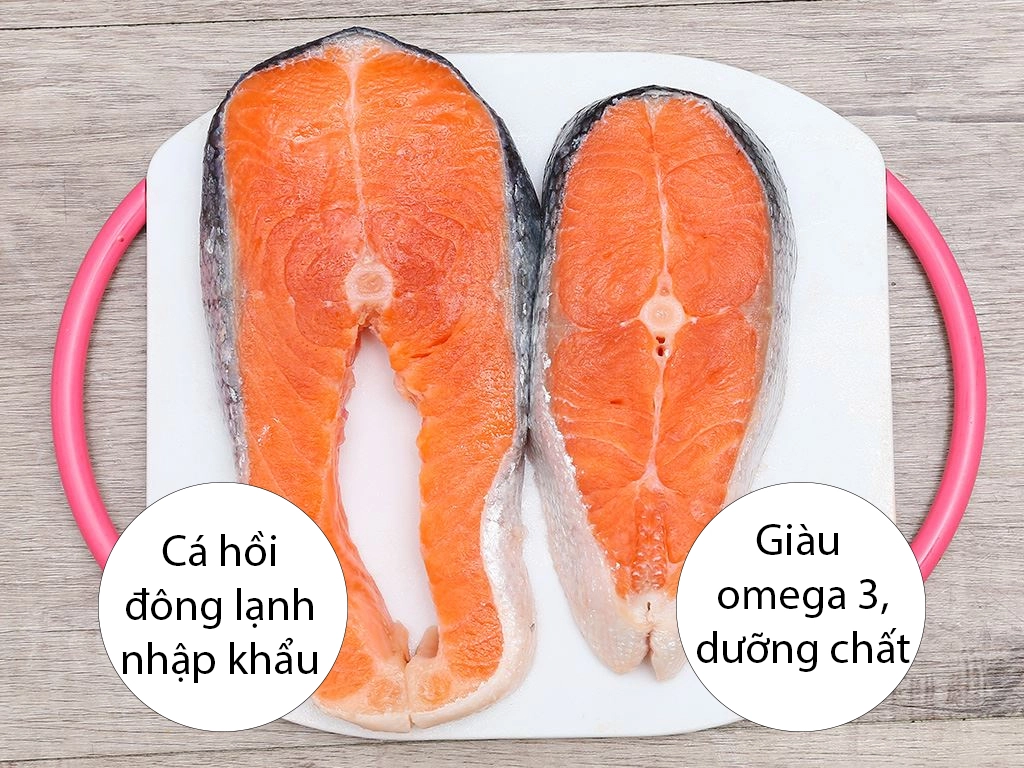 Cá hồi
đông lạnh
nhập khẩu
Giàu
omega 3,
dưỡng chất